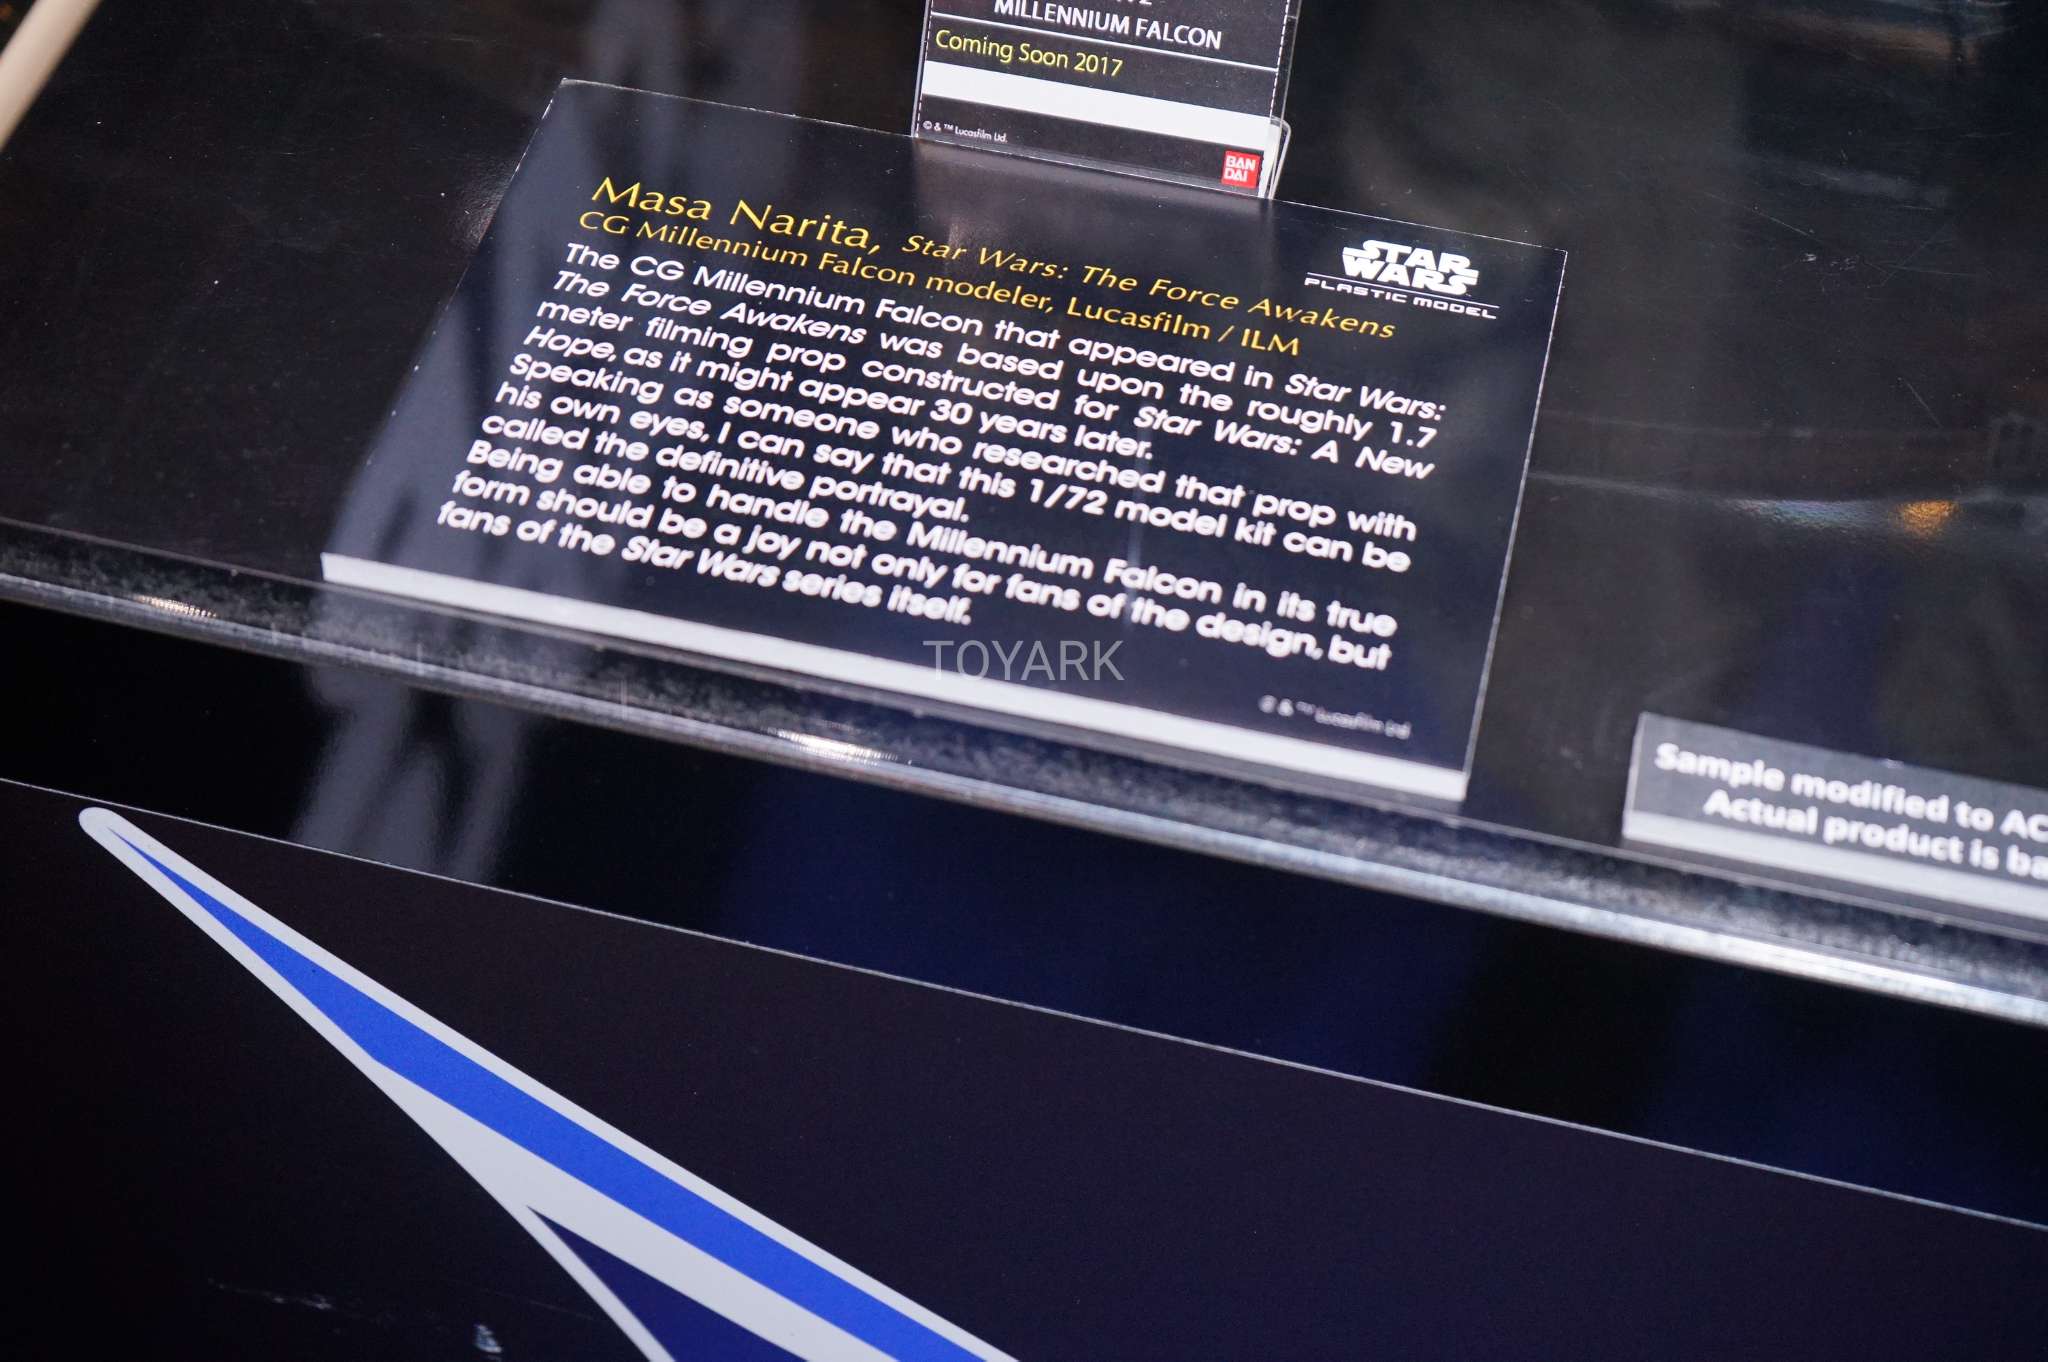 MILLENNIUM FALCON
Coming Soon 2017
© & ™ Lucasfilm Ltd.
BAN
DAI
Masa Narita, Star Wars: The Force Awakens
CG Millennium Falcon modeler, Lucasfilm / ILM
STAR
WARS
PLASTIC MODEL
The CG Millennium Falcon that appeared in Star Wars:
The Force Awakens was based upon the roughly 1.7
meter filming prop constructed for Star Wars: A New
Hope, as it might appear 30 years later.
Speaking as someone who researched that prop with
his own eyes, I can say that this 1/72 model kit can be
called the definitive portrayal.
Being able to handle the Millennium Falcon in its true
form should be a joy not only for fans of the design, but
fans of the Star Wars series itself.
© & ™ Lucasfilm Ltd
TOYARK
Sample modified to AC
Actual product is ba